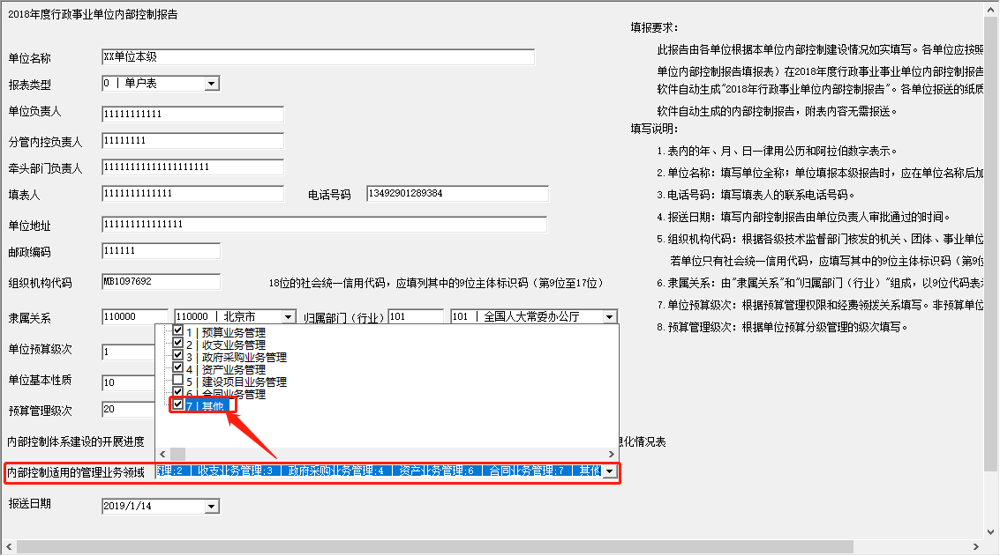 2018年度行政事业单位内部控制报告
单位名称 XX单位本级
报表类型 0 | 单户表
单位负责人 11111111111
分管内控负责人 11111111
牵头部门负责人 11111111111111111111
填表人 1111111111111 电话号码 13492901289384
单位地址 111111111111111
邮政编码 111111
组织机构代码 MB1097692 18位的社会统一信用代码，应填列其中的9位主体标识码（第9位至17位）
隶属关系 110000 110000 | 北京市 归属部门（行业） 101 101 | 全国人大常委办公厅
单位预算级次 1
单位基本性质 10
预算管理级次 20
1 | 预算业务管理
2 | 收支业务管理
3 | 政府采购业务管理
4 | 资产业务管理
5 | 建设项目业务管理
6 | 合同业务管理
7 | 其他
内部控制体系建设的开展进度 息化情况表
内部控制适用的管理业务领域 管理;2 | 收支业务管理;3 | 政府采购业务管理;4 | 资产业务管理;6 | 合同业务管理;7 | 其他
报送日期 2019/1/14
填报要求：
此报告由各单位根据本单位内部控制建设情况如实填写。各单位应按照
单位内部控制报告填报表）在2018年度行政事业事业单位内部控制报告
软件自动生成"2018年行政事业单位内部控制报告"。各单位报送的纸质
软件自动生成的内部控制报告，附表内容无需报送。
填写说明：
1.表内的年、月、日一律用公历和阿拉伯数字表示。
2.单位名称：填写单位全称；单位填报本级报告时，应在单位名称后加
3.电话号码：填写填表人的联系电话号码。
4.报送日期：填写内部控制报告由单位负责人审批通过的时间。
5.组织机构代码：根据各级技术监督部门核发的机关、团体、事业单位
若单位只有社会统一信用代码，应填写其中的9位主体标识码（第9位
6.隶属关系：由"隶属关系"和"归属部门（行业）"组成，以9位代码表示
7.单位预算级次：根据预算管理权限和经费领拨关系填写。非预算单位
8.预算管理级次：根据单位预算分级管理的级次填写。